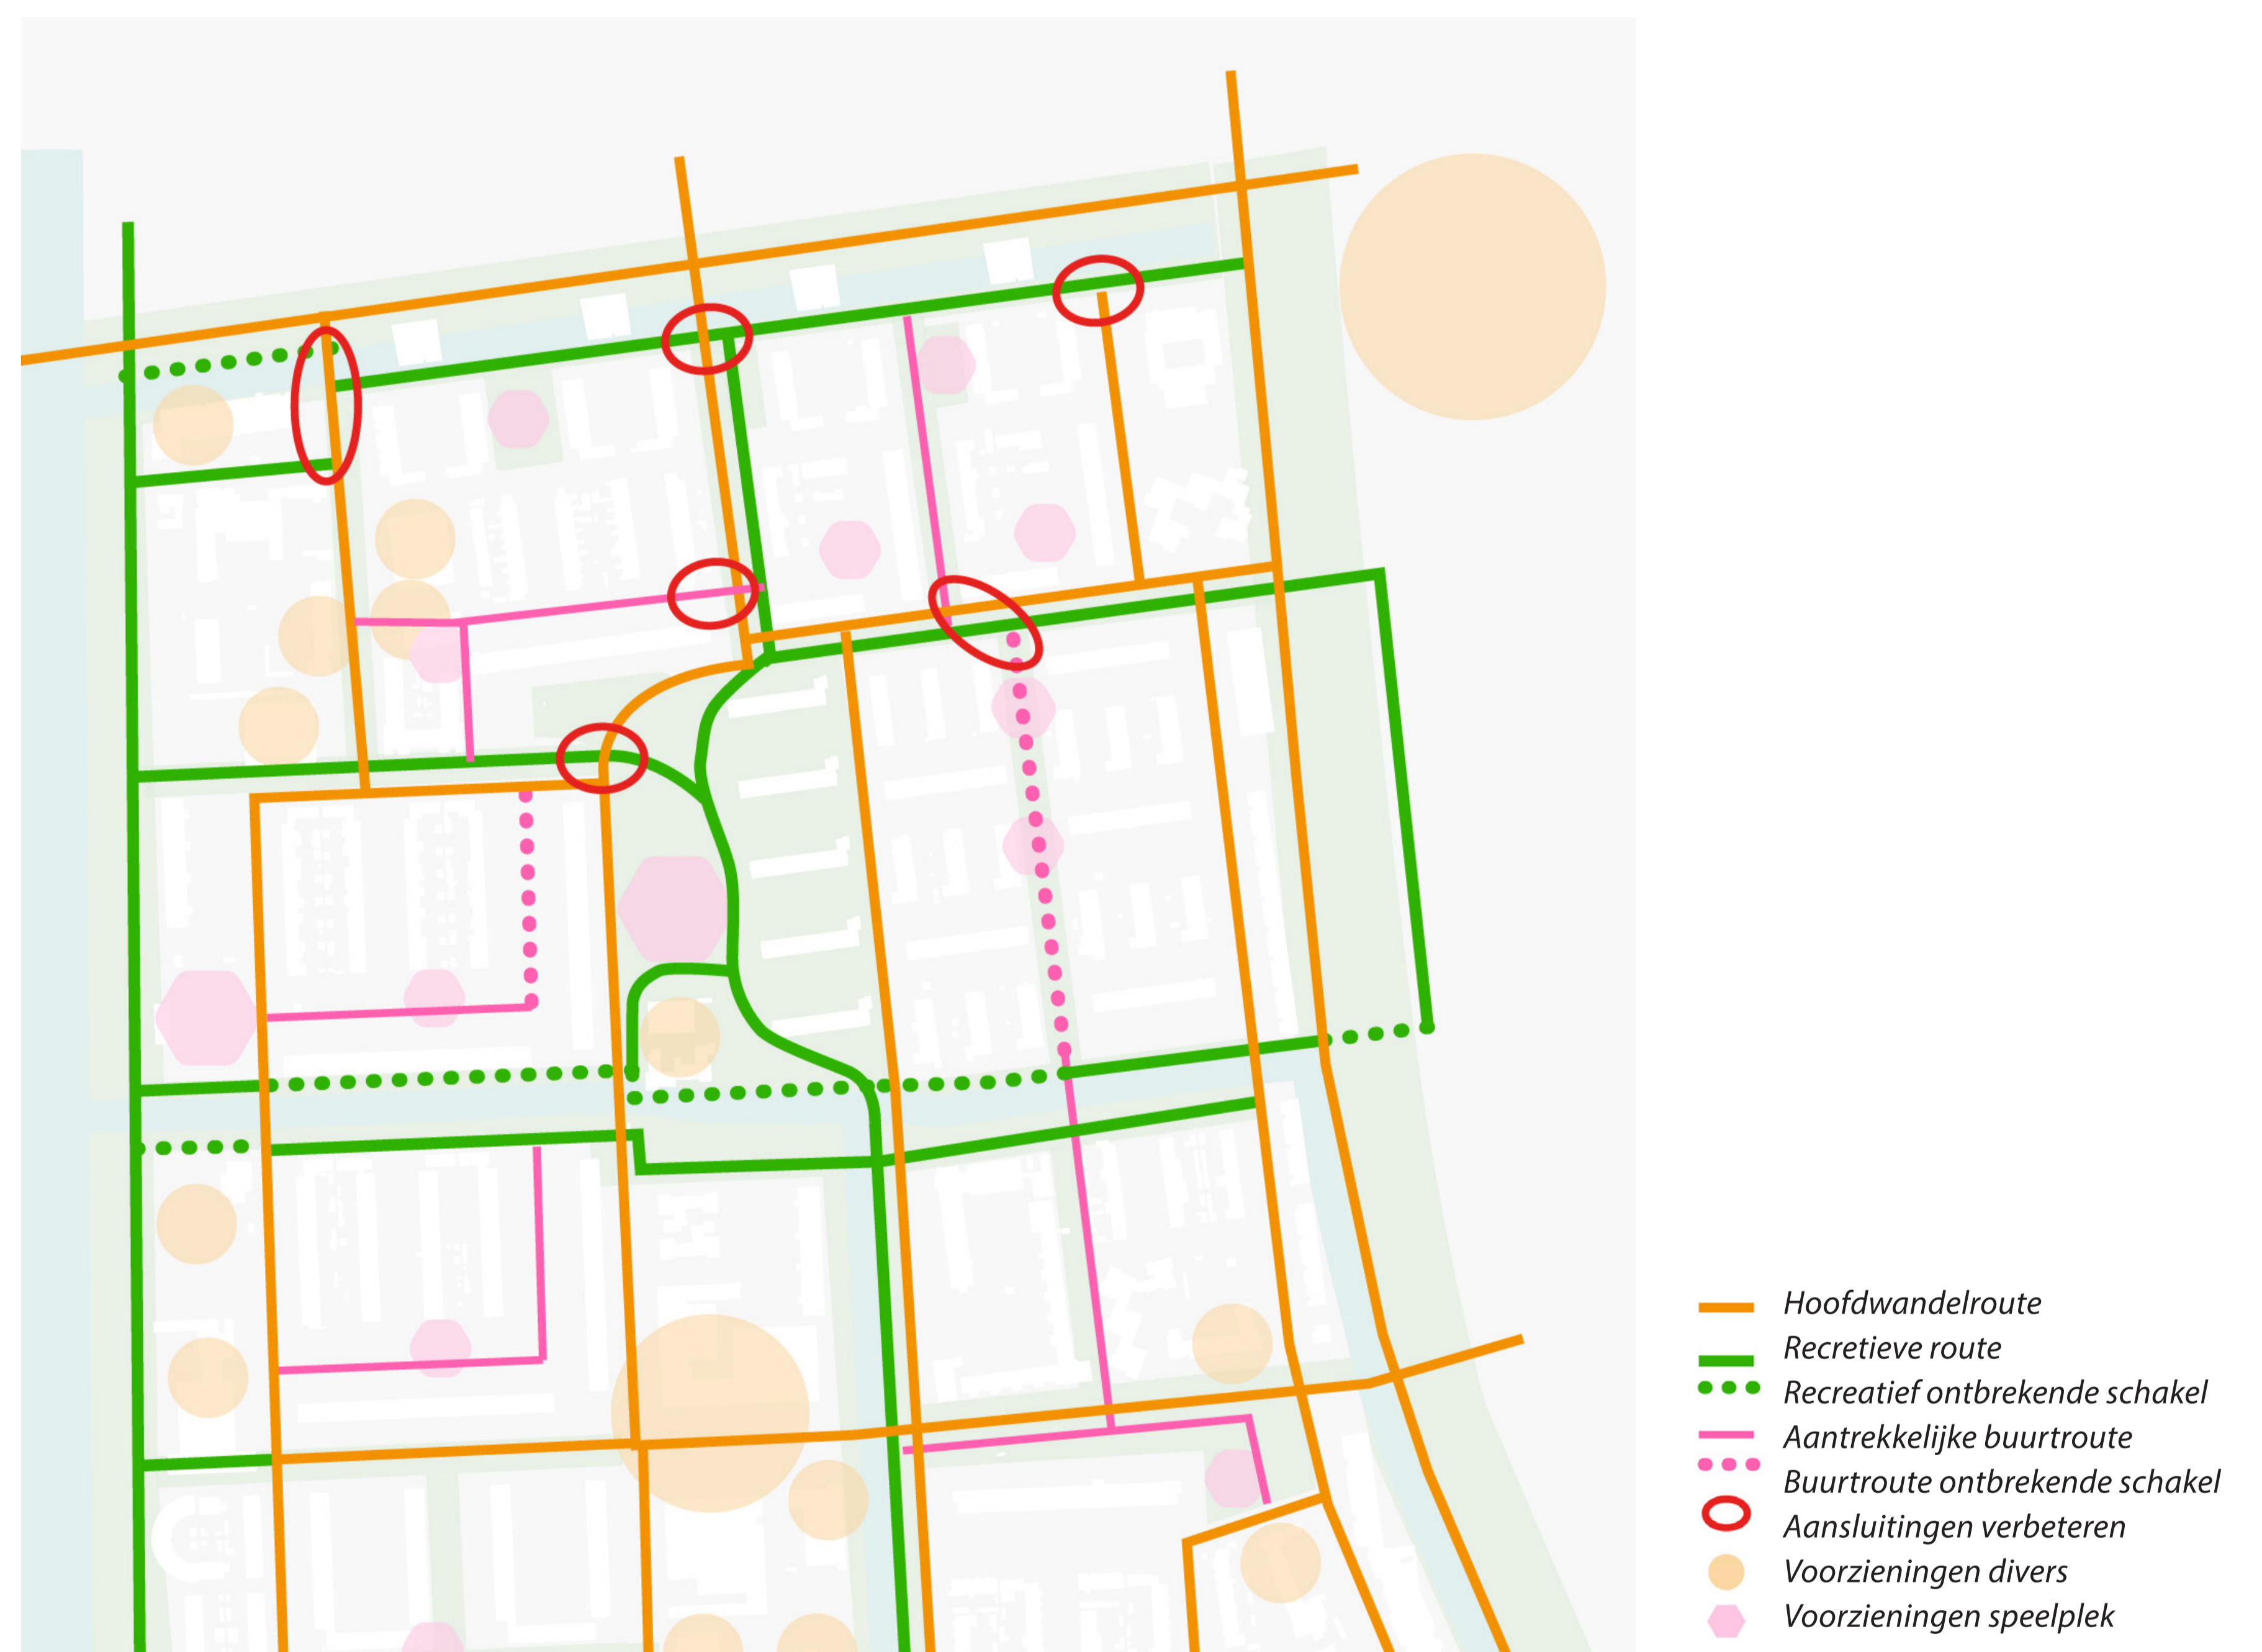 Hoofdwandelroute
Recretieve route
Recreatief ontbrekende schakel
Aantrekkelijke buurtroute
Buurtroute ontbrekende schakel
Aansluitingen verbeteren
Voorzieningen divers
Voorzieningen speelplek